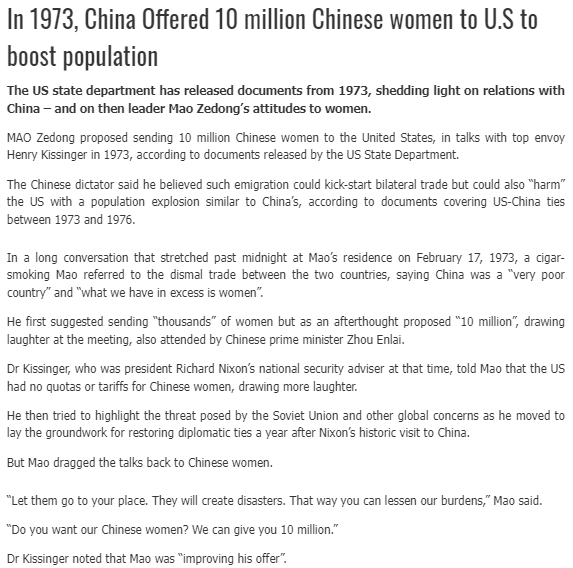 In 1973, China Offered 10 million Chinese women to U.S to
boost population
The US state department has released documents from 1973, shedding light on relations with
China – and on then leader Mao Zedong’s attitudes to women.
MAO Zedong proposed sending 10 million Chinese women to the United States, in talks with top envoy
Henry Kissinger in 1973, according to documents released by the US State Department.
The Chinese dictator said he believed such emigration could kick-start bilateral trade but could also “harm”
the US with a population explosion similar to China’s, according to documents covering US-China ties
between 1973 and 1976.
In a long conversation that stretched past midnight at Mao’s residence on February 17, 1973, a cigar-
smoking Mao referred to the dismal trade between the two countries, saying China was a “very poor
country” and “what we have in excess is women”.
He first suggested sending “thousands” of women but as an afterthought proposed “10 million”, drawing
laughter at the meeting, also attended by Chinese prime minister Zhou Enlai.
Dr Kissinger, who was president Richard Nixon’s national security adviser at that time, told Mao that the US
had no quotas or tariffs for Chinese women, drawing more laughter.
He then tried to highlight the threat posed by the Soviet Union and other global concerns as he moved to
lay the groundwork for restoring diplomatic ties a year after Nixon’s historic visit to China.
But Mao dragged the talks back to Chinese women.
“Let them go to your place. They will create disasters. That way you can lessen our burdens,” Mao said.
“Do you want our Chinese women? We can give you 10 million.”
Dr Kissinger noted that Mao was “improving his offer”.